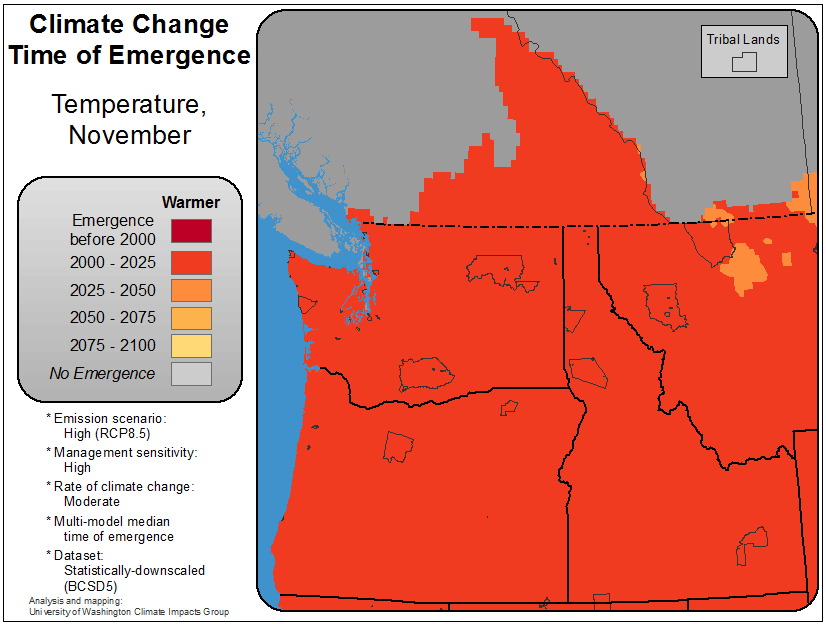 Climate Change
Time of Emergence
Temperature,
November
Warmer
Emergence
before 2000
2000 - 2025
2025 - 2050
2050 - 2075
2075 - 2100
No Emergence
* Emission scenario:
High (RCP8.5)
* Management sensitivity:
High
* Rate of climate change:
Moderate
* Multi-model median
time of emergence
* Dataset:
Statistically-downscaled
(BCSD5)
Analysis and mapping:
University of Washington Climate Impacts Group
Tribal Lands